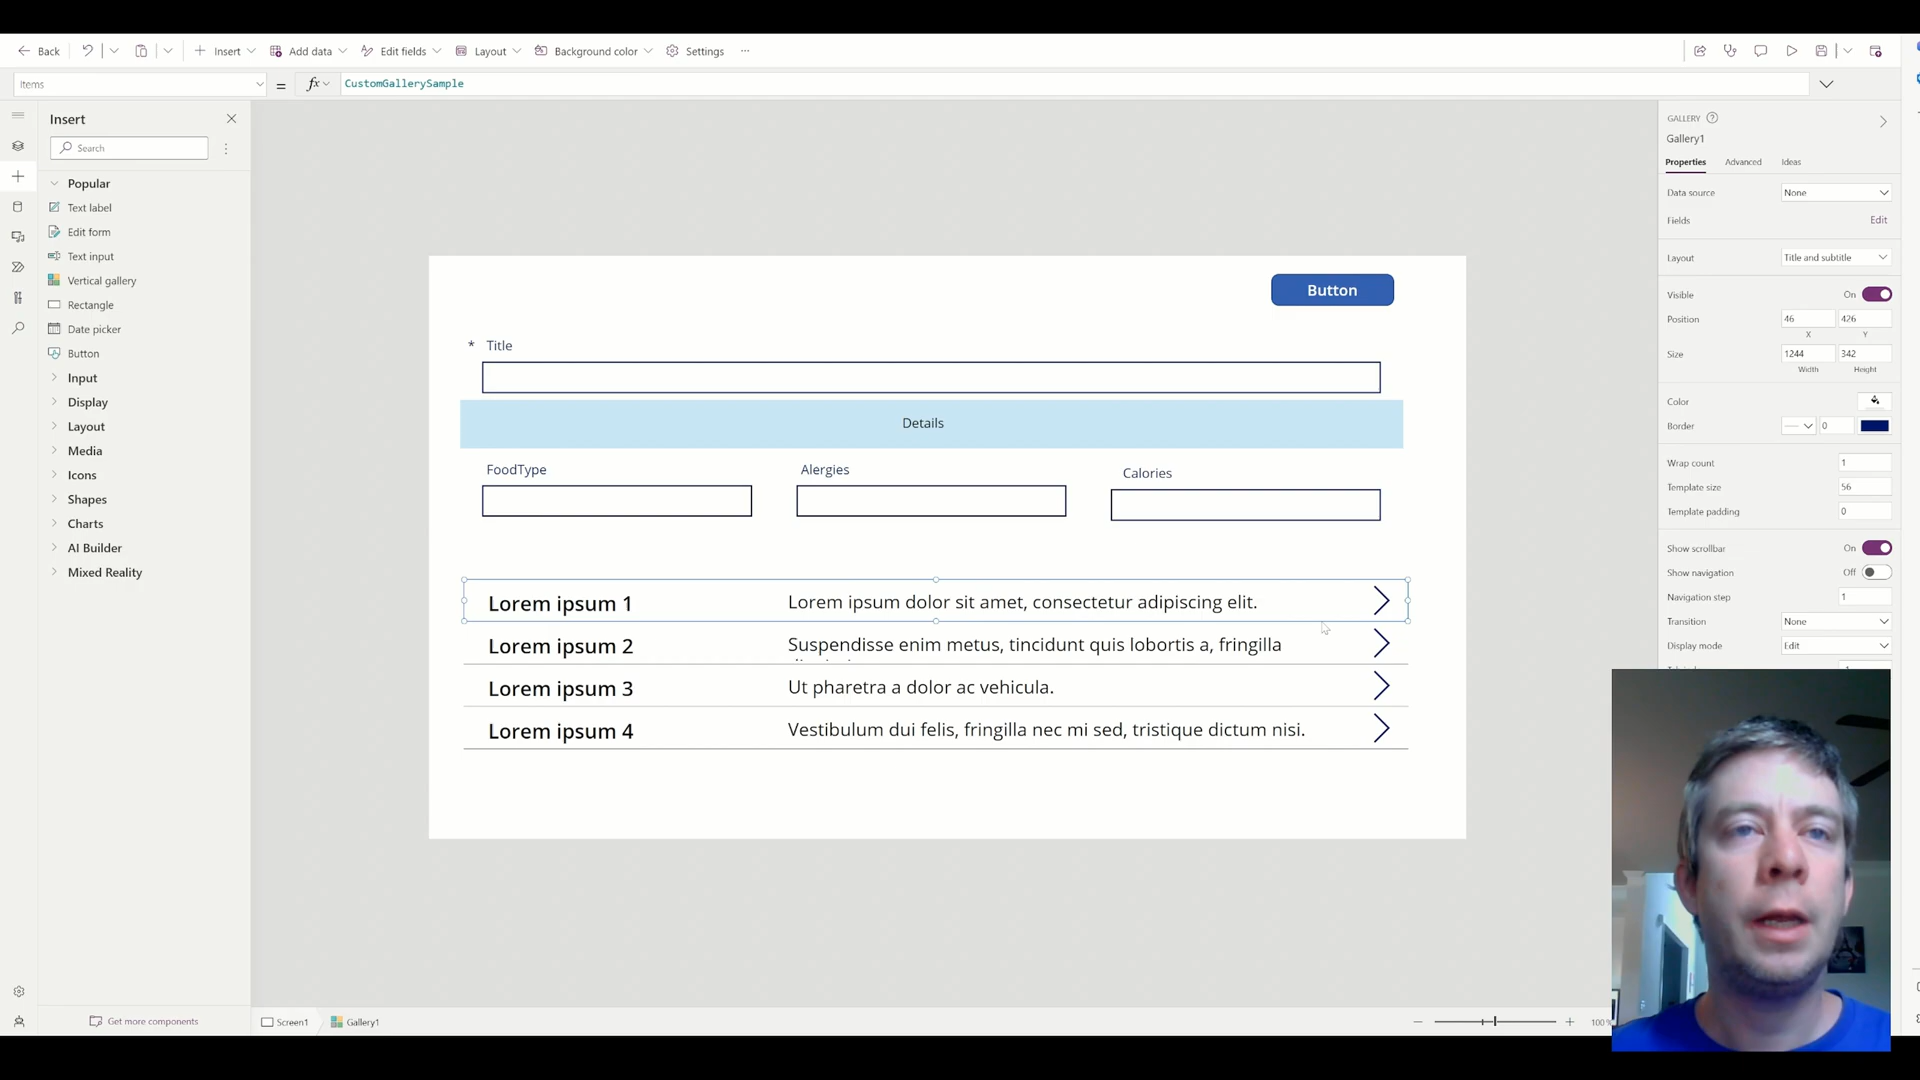 Back
Insert
Add data
Edit fields
Layout
Background color
Settings
Items
=
fx
CustomGallerySample
Insert
Search
Popular
Text label
Edit form
Text input
Vertical gallery
Rectangle
Date picker
Button
Input
Display
Layout
Media
Icons
Shapes
Charts
AI Builder
Mixed Reality
Get more components
Button
* Title
Details
FoodType
Alergies
Calories
Lorem ipsum 1
Lorem ipsum dolor sit amet, consectetur adipiscing elit.
Lorem ipsum 2
Suspendisse enim metus, tincidunt quis lobortis a, fringilla
Lorem ipsum 3
Ut pharetra a dolor ac vehicula.
Lorem ipsum 4
Vestibulum dui felis, fringilla nec mi sed, tristique dictum nisi.
Screen1
Gallery1
100 %
GALLERY
Gallery1
Properties
Advanced
Ideas
Data source
None
Fields
Edit
Layout
Title and subtitle
Visible
On
Position
46
426
X
Y
Size
1244
342
Width
Height
Color
Border
0
Wrap count
1
Template size
56
Template padding
0
Show scrollbar
On
Show navigation
Off
Navigation step
1
Transition
None
Display mode
Edit